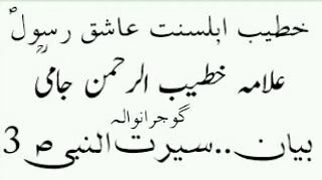 خطیب اہلسنت عاشق رسولؐ
علامہ خطیب الرحمن جامیؒ
گوجرانوالہ
بیان..سیرت النبی ص 3